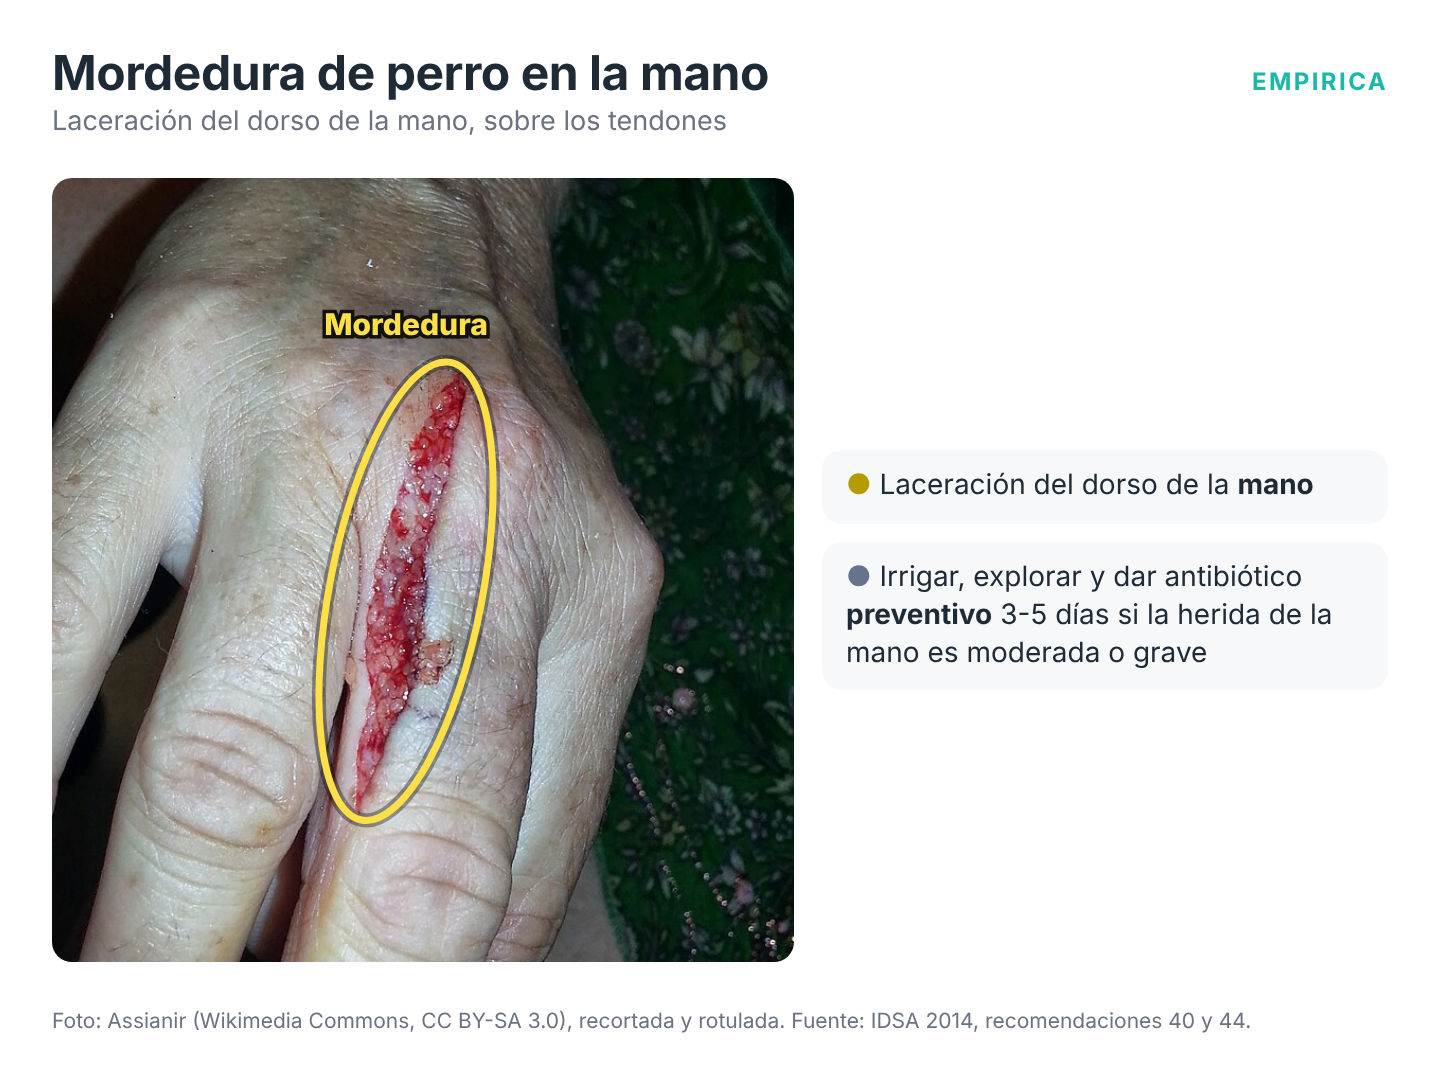 Mordedura de perro en la mano
EMPIRICA
Laceración del dorso de la mano, sobre los tendones
Mordedura
Laceración del dorso de la mano
Irrigar, explorar y dar antibiótico
preventivo 3-5 días si la herida de la
mano es moderada o grave
Foto: Assianir (Wikimedia Commons, CC BY-SA 3.0), recortada y rotulada. Fuente: IDSA 2014, recomendaciones 40 y 44.